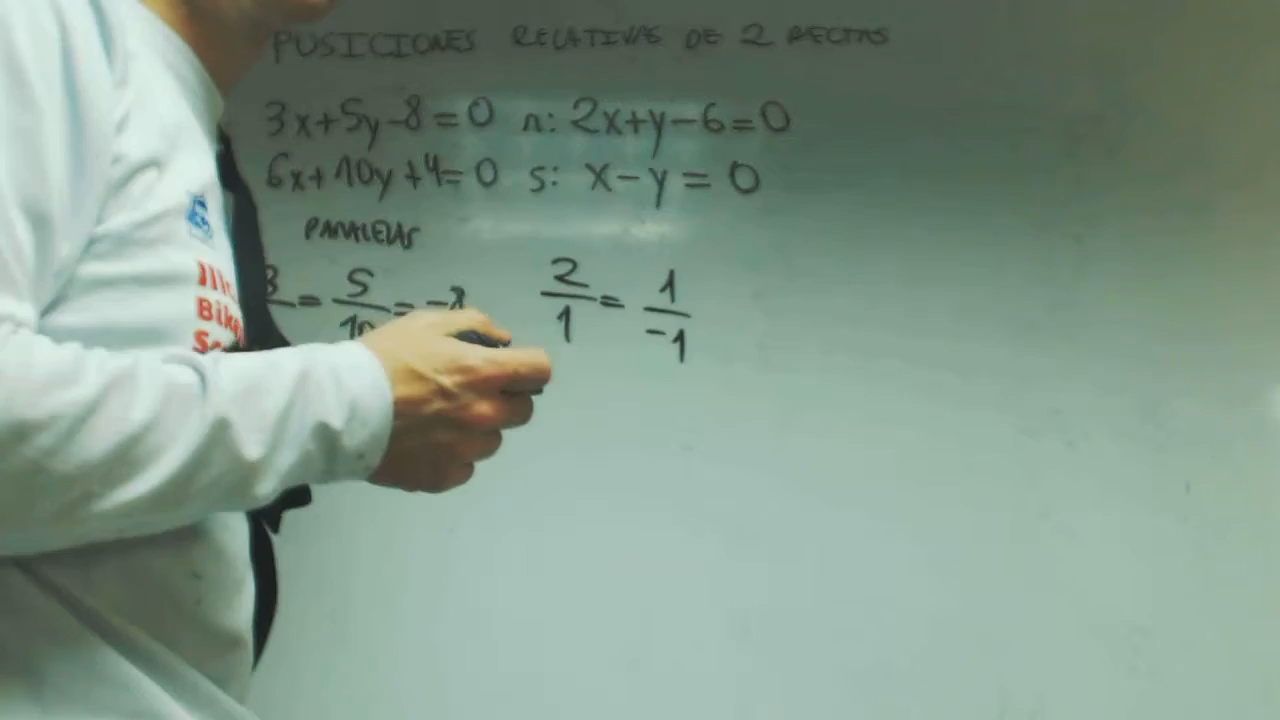 POSICIONES RELATIVAS DE 2 RECTAS
3x+5y-8=0 r: 2x+y-6=0
6x+10y+4=0 s: x-y=0
PARALELAS
3 = 5/10 = 2/1 = 1/-1